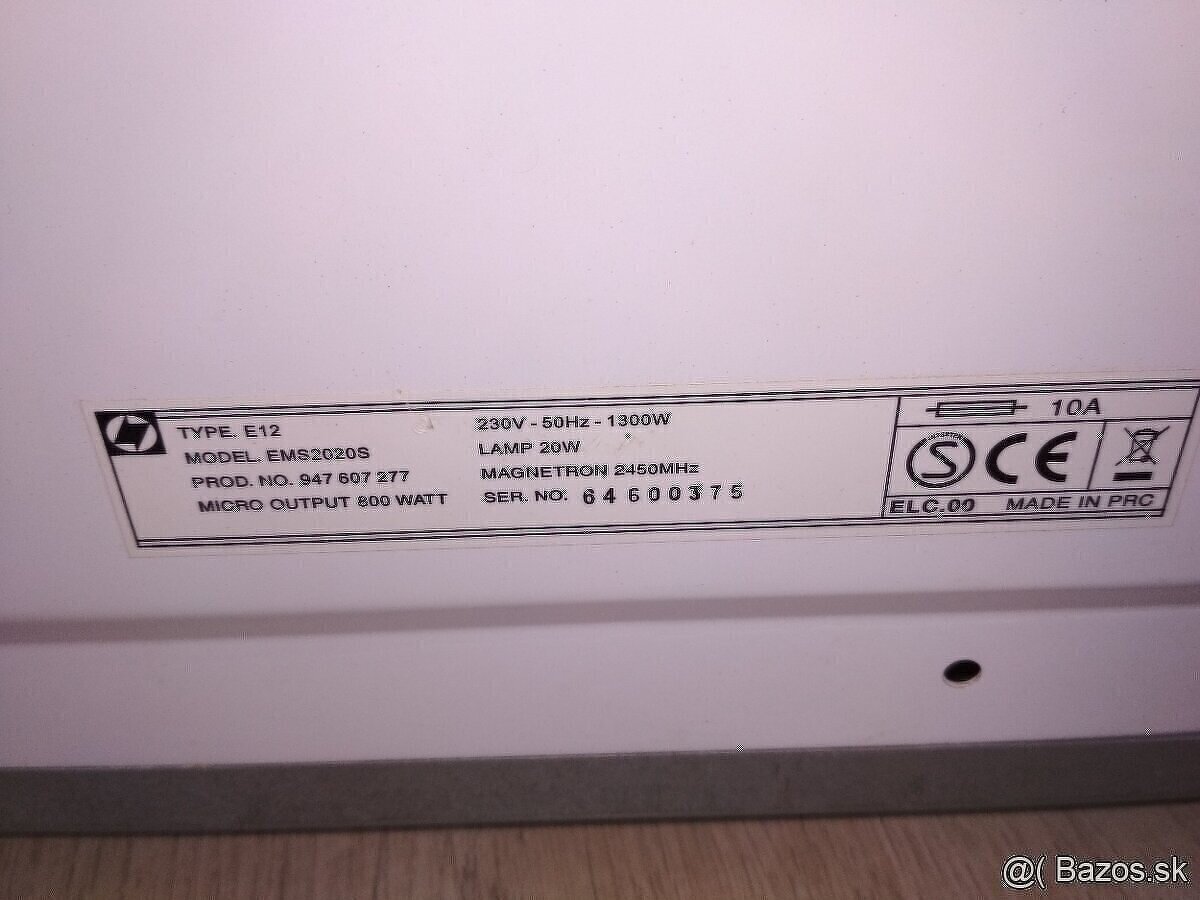 TYPE. E12
MODEL. EMS2020S
PROD. NO. 947 607 277
MICRO OUTPUT 800 WATT
230V - 50Hz - 1300W
LAMP 20W
MAGNETRON 2450MHz
SER. NO. 64600375
10A
S CE
ELC.00 MADE IN PRC
@( Bazos.sk